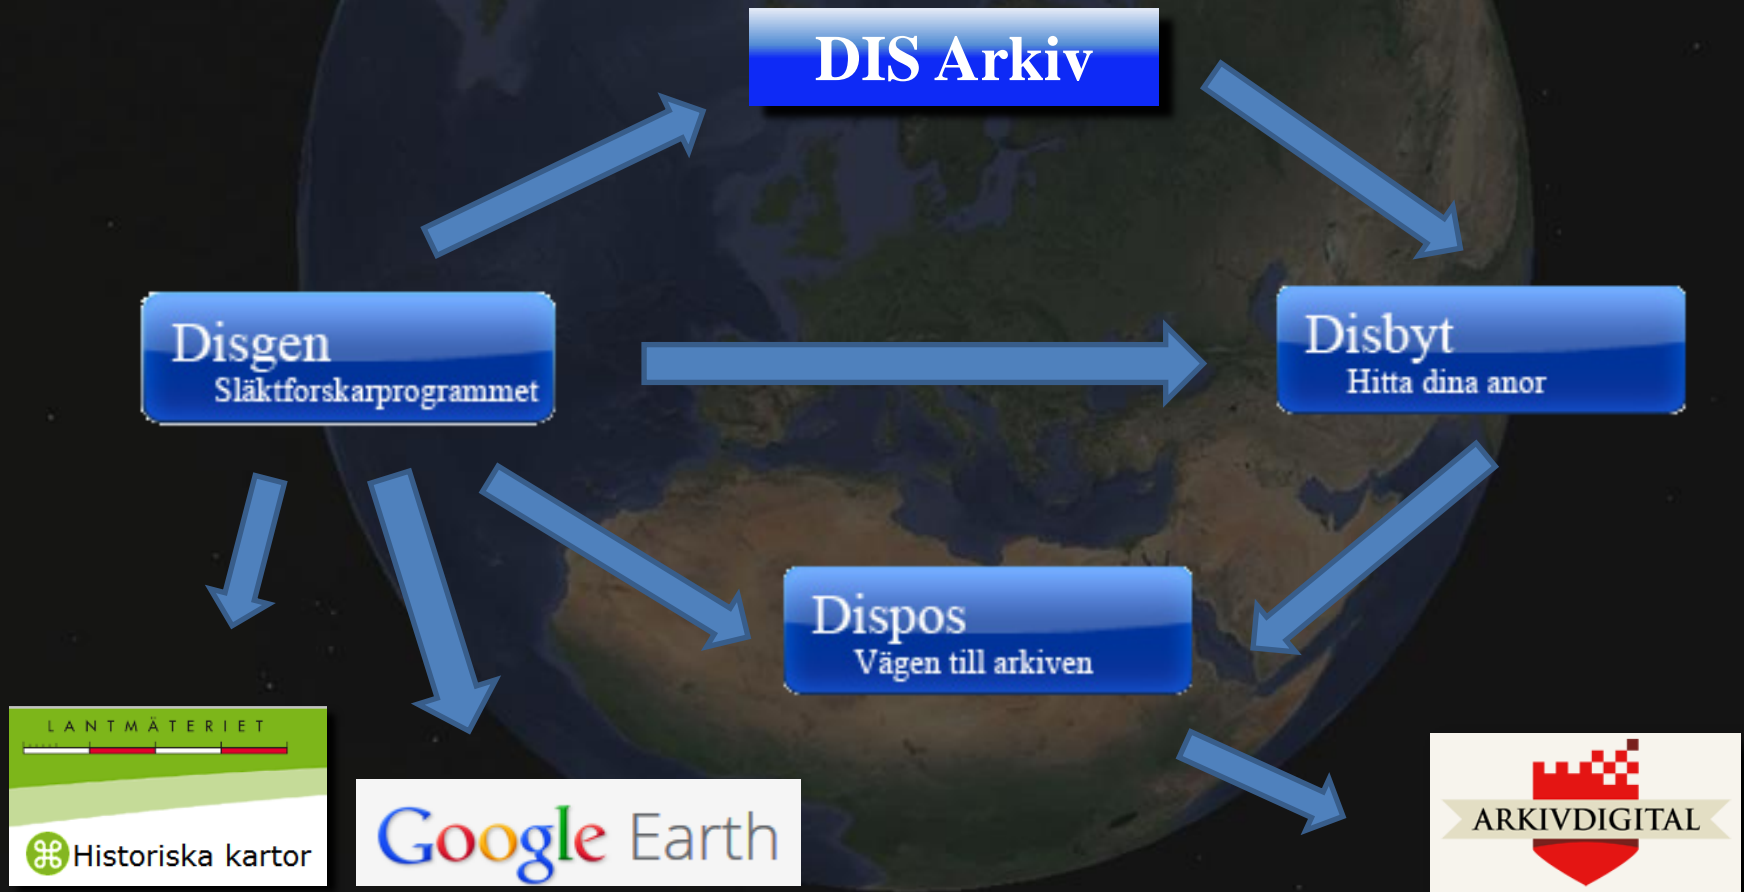 DIS Arkiv
Disgen
Släktforskarprogrammet
Disbyt
Hitta dina anor
Dispos
Vägen till arkiven
LANTMÄTERIET
Historiska kartor
Google Earth
ARKIVDIGITAL